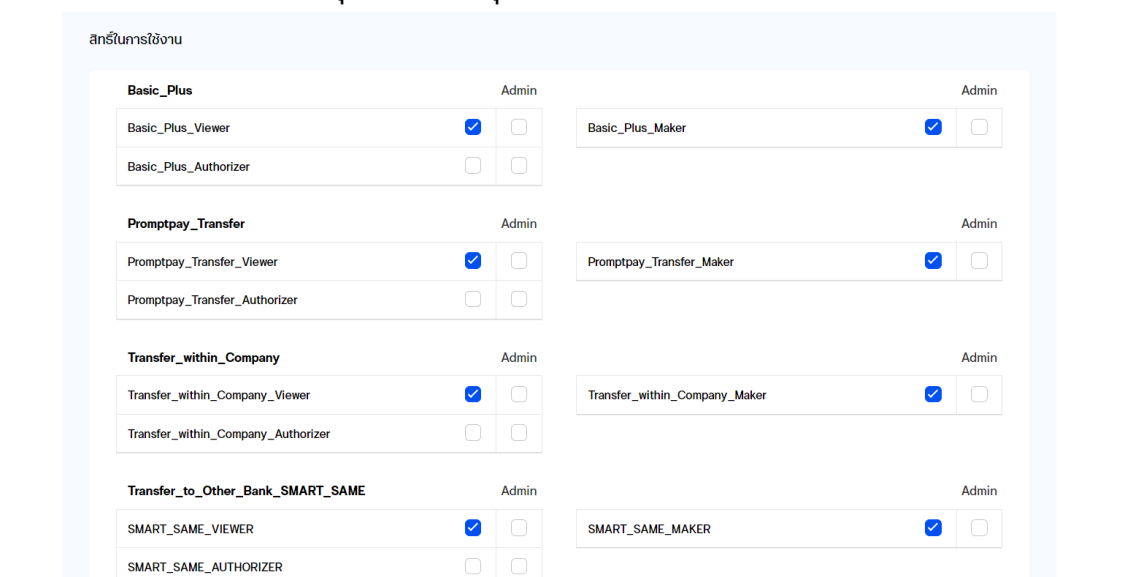 สิทธิ์ในการใช้งาน
Basic_Plus Admin Admin
Basic_Plus_Viewer Basic_Plus_Maker
Basic_Plus_Authorizer
Promptpay_Transfer Admin Admin
Promptpay_Transfer_Viewer Promptpay_Transfer_Maker
Promptpay_Transfer_Authorizer
Transfer_within_Company Admin Admin
Transfer_within_Company_Viewer Transfer_within_Company_Maker
Transfer_within_Company_Authorizer
Transfer_to_Other_Bank_SMART_SAME Admin Admin
SMART_SAME_VIEWER SMART_SAME_MAKER
SMART_SAME_AUTHORIZER